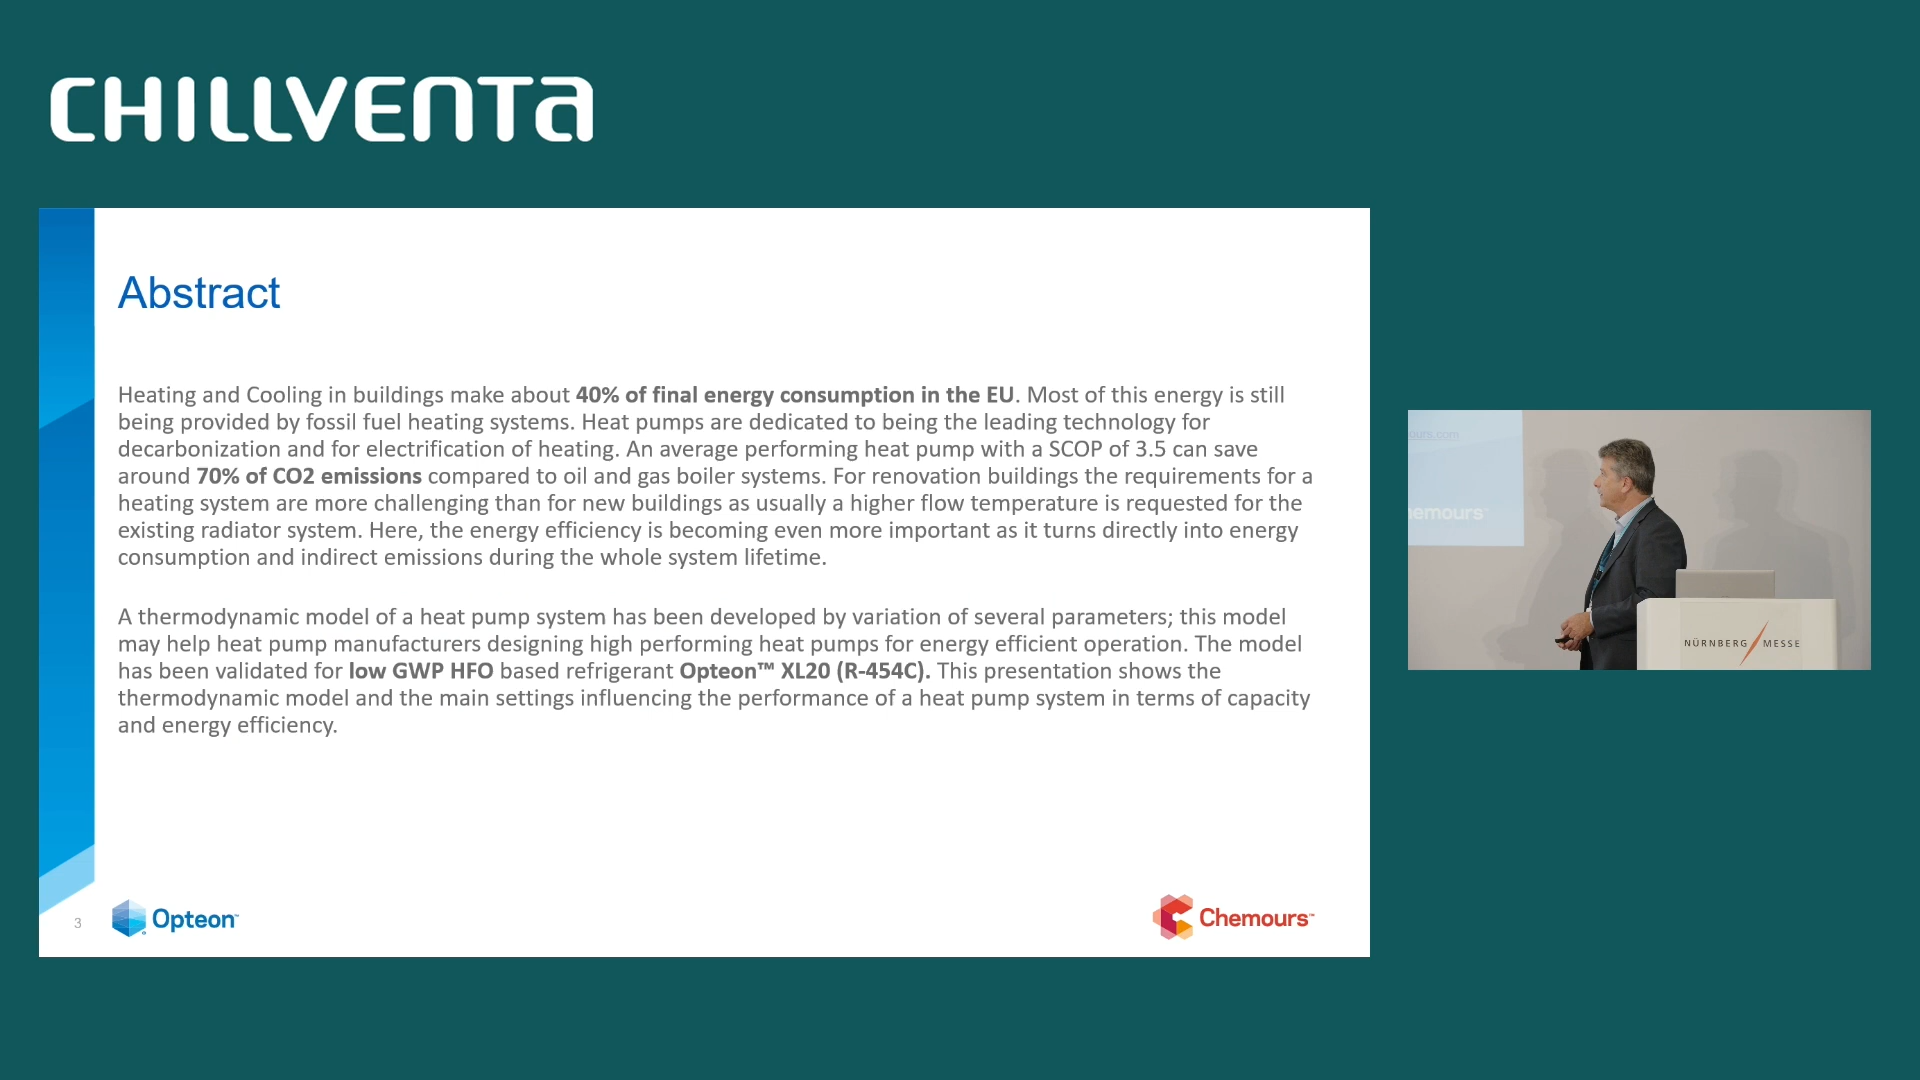 CHILLVENTA
Abstract
Heating and Cooling in buildings make about 40% of final energy consumption in the EU. Most of this energy is still
being provided by fossil fuel heating systems. Heat pumps are dedicated to being the leading technology for
decarbonization and for electrification of heating. An average performing heat pump with a SCOP of 3.5 can save
around 70% of CO2 emissions compared to oil and gas boiler systems. For renovation buildings the requirements for a
heating system are more challenging than for new buildings as usually a higher flow temperature is requested for the
existing radiator system. Here, the energy efficiency is becoming even more important as it turns directly into energy
consumption and indirect emissions during the whole system lifetime.
A thermodynamic model of a heat pump system has been developed by variation of several parameters; this model
may help heat pump manufacturers designing high performing heat pumps for energy efficient operation. The model
has been validated for low GWP HFO based refrigerant Opteon™ XL20 (R-454C). This presentation shows the
thermodynamic model and the main settings influencing the performance of a heat pump system in terms of capacity
and energy efficiency.
3
Opteon™
Chemours™
emours™
NÜRNBERG MESSE